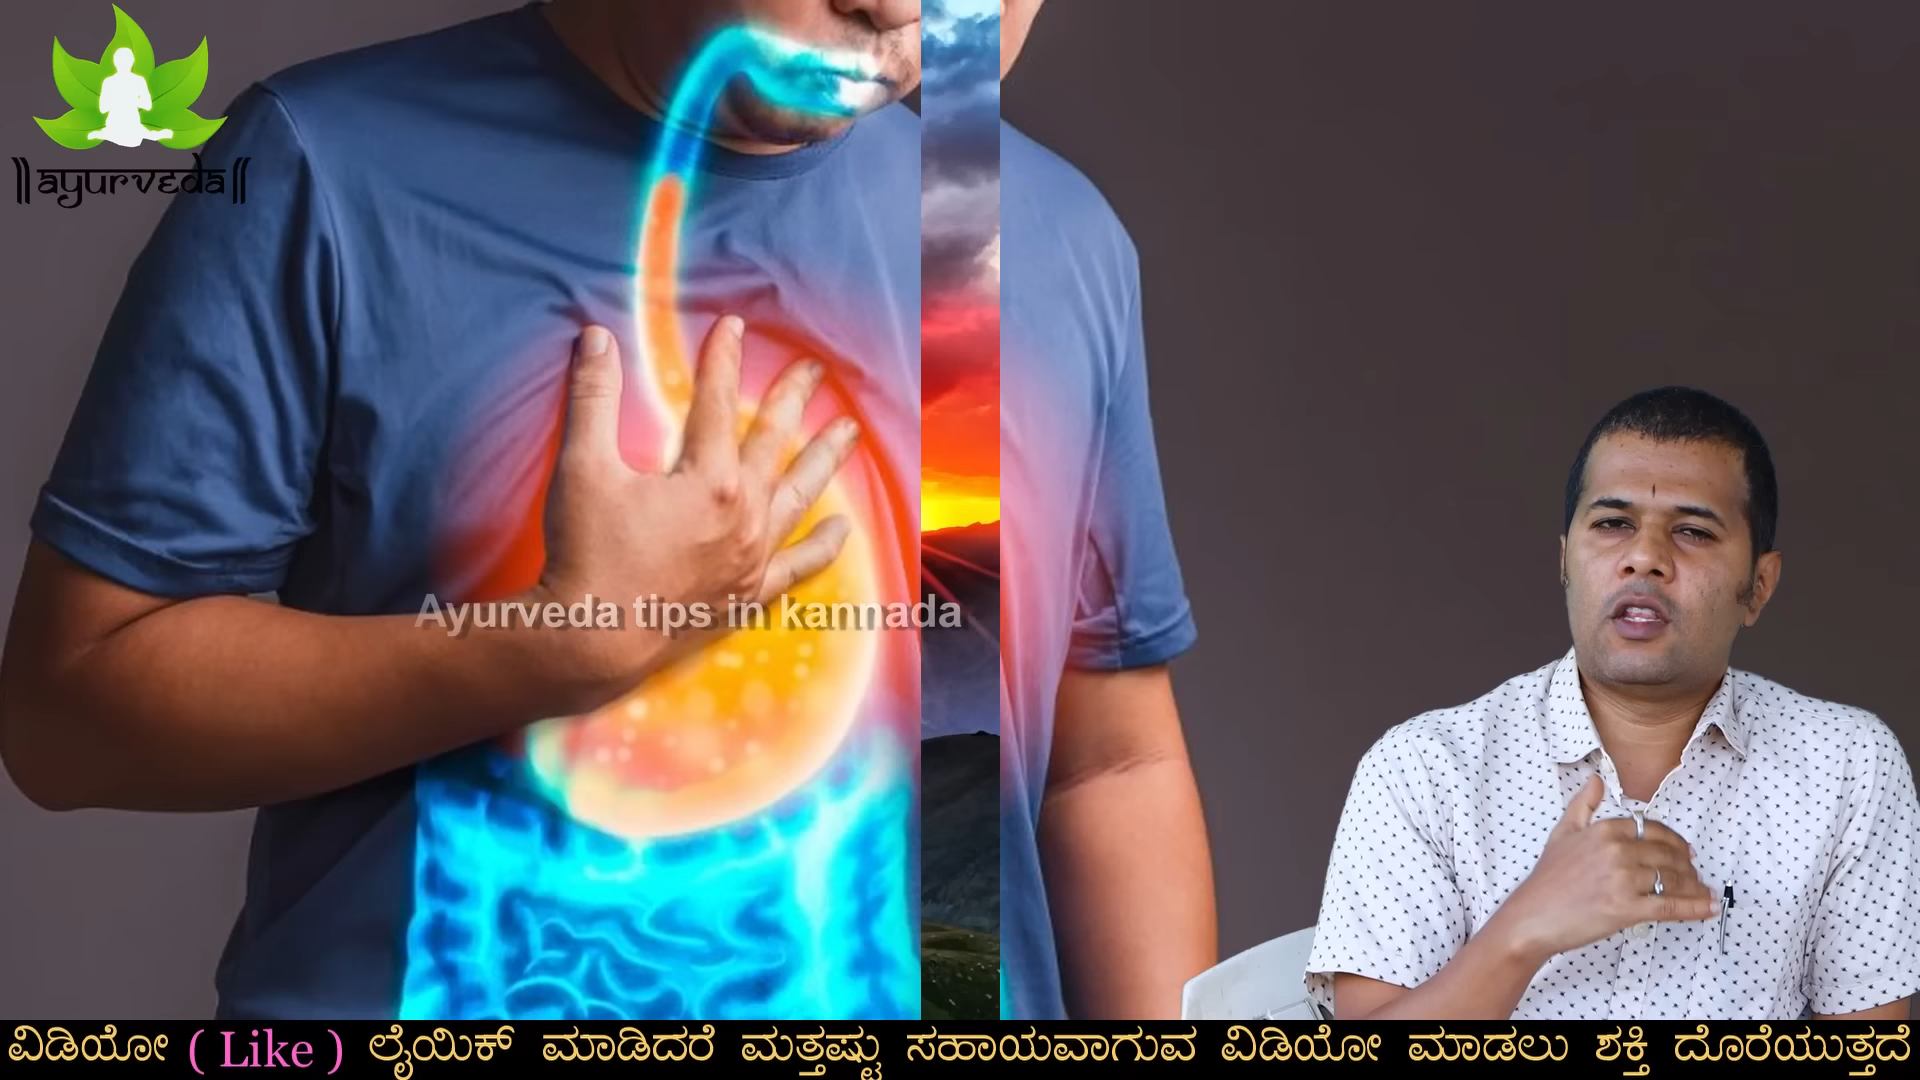 ||ayurveda||
Ayurveda tips in kannada
ವಿಡಿಯೋ ( Like ) ಲೈಯಿಕ್ ಮಾಡಿದರೆ ಮತ್ತಷ್ಟು ಸಹಾಯವಾಗುವ ವಿಡಿಯೋ ಮಾಡಲು ಶಕ್ತಿ ದೊರೆಯುತ್ತದೆ